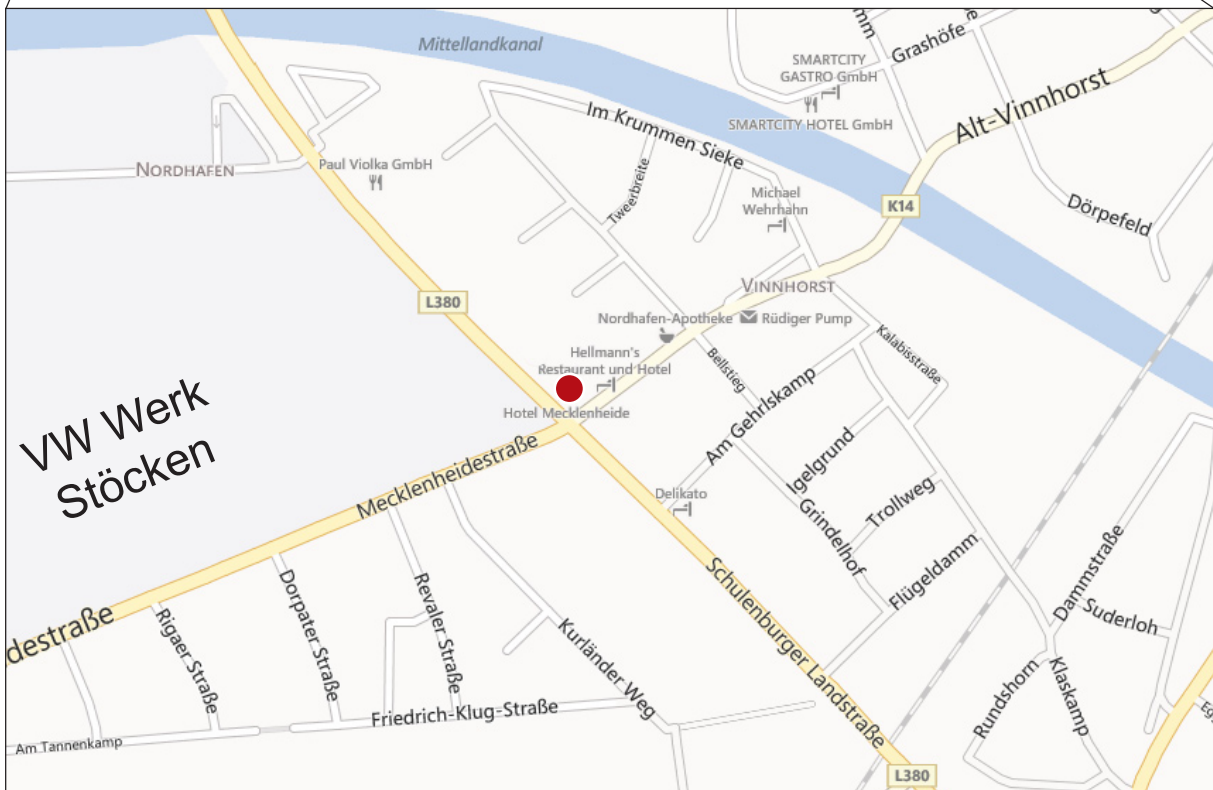 Mittellandkanal
Grashöfe
SMARTCITY
GASTRO GmbH
SMARTCITY HOTEL GmbH
Alt-Vinnhorst
Im Krummen Sieke
NORDHAFEN
Paul Violka GmbH
Tweerbreite
Michael
Wehrhahn
K14
Dörpefeld
VINNHORST
L380
Nordhafen-Apotheke
Rüdiger Pump
Kalabisstraße
Hellmann's
Restaurant und Hotel
Bellstieg
Hotel Mecklenheide
VW Werk
Stöcken
Mecklenheidestraße
Am Gehrlskamp
Igelgrund
Delikato
Trollweg
Grindelhof
Flügeldamm
Dammstraße
Suderloh
Schulenburger Landstraße
destraße
Rigaer Straße
Dorpater Straße
Revaler Straße
Kurländer Weg
Friedrich-Klug-Straße
Am Tannenkamp
Rundshorn
Klaskamp
L380